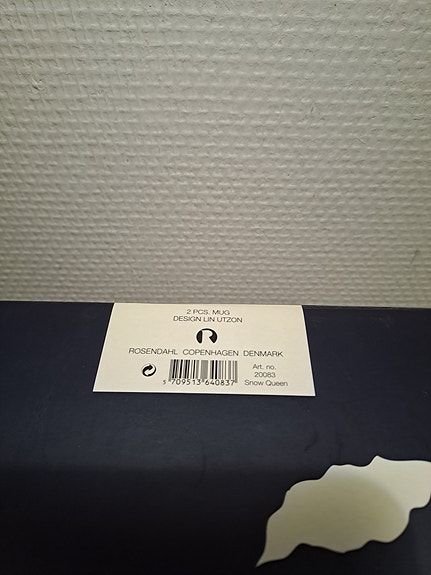 2 PCS. MUG
DESIGN LIN UTZON
ROSENDAHL COPENHAGEN DENMARK
Art. no.
20083
5 709513 640837
Snow Queen